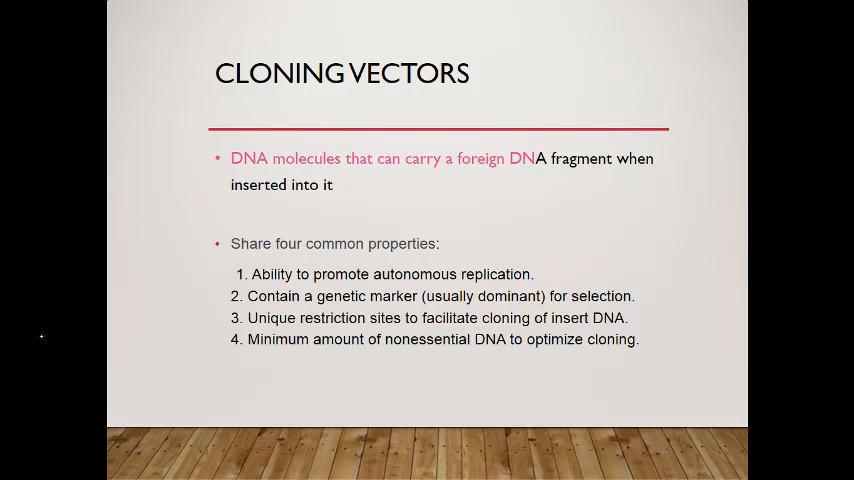 CLONING VECTORS
• DNA molecules that can carry a foreign DNA fragment when
inserted into it
• Share four common properties:
1. Ability to promote autonomous replication.
2. Contain a genetic marker (usually dominant) for selection.
3. Unique restriction sites to facilitate cloning of insert DNA.
4. Minimum amount of nonessential DNA to optimize cloning.